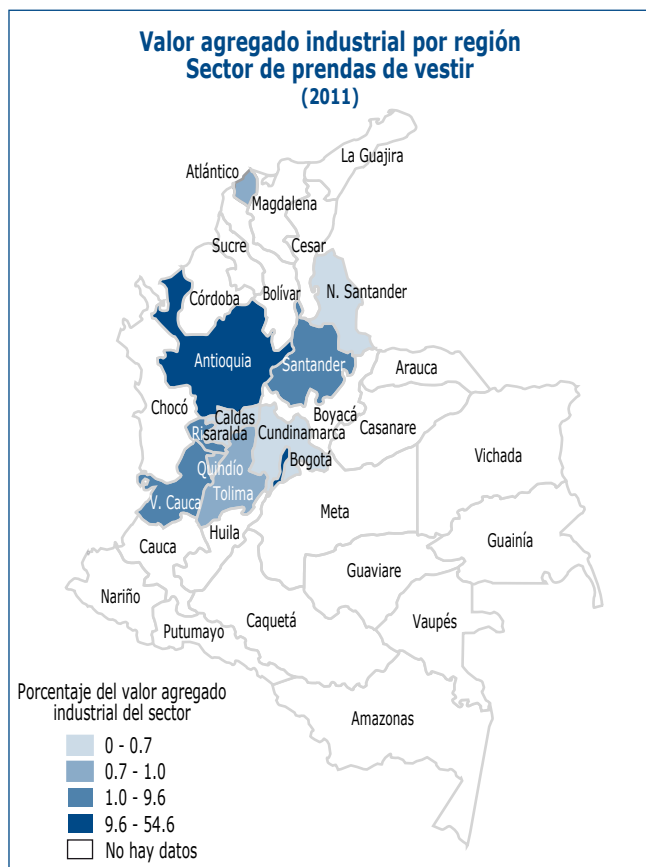 Valor agregado industrial por región
Sector de prendas de vestir
(2011)
La Guajira
Atlántico
Magdalena
Sucre
Cesar
Bolívar
N. Santander
Córdoba
Antioquia
Santander
Arauca
Chocó
Caldas
Boyacá
Risaralda
Cundinamarca
Casanare
Bogotá
Vichada
Quindío
Tolima
V. Cauca
Meta
Huila
Cauca
Guainía
Guaviare
Nariño
Caquetá
Vaupés
Putumayo
Amazonas
Porcentaje del valor agregado
industrial del sector
0 - 0.7
0.7 - 1.0
1.0 - 9.6
9.6 - 54.6
No hay datos